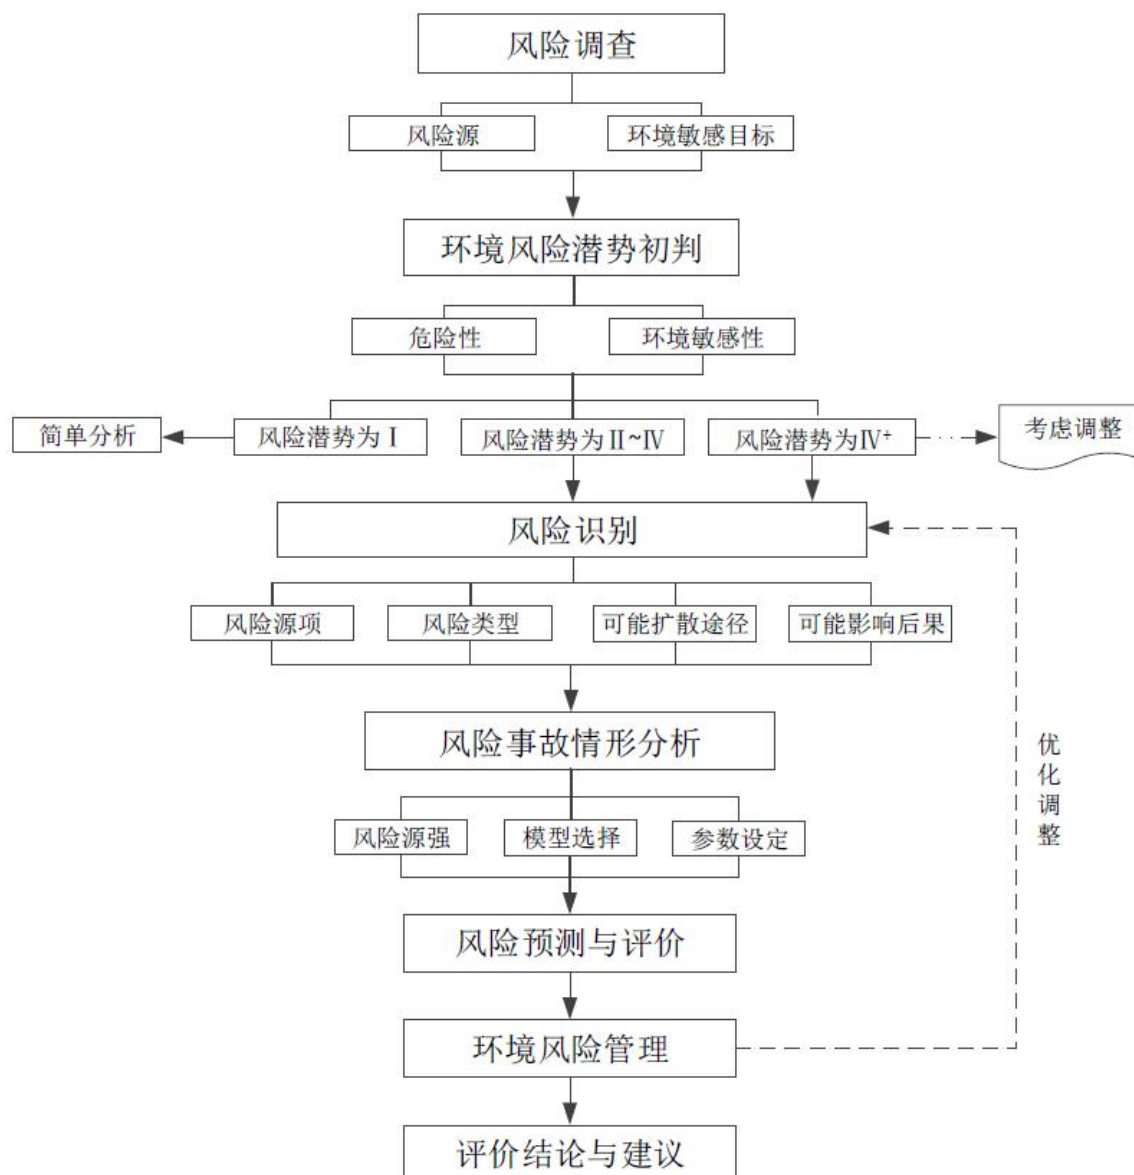 风险调查
风险源
环境敏感目标
环境风险潜势初判
危险性
环境敏感性
简单分析
风险潜势为Ⅰ
风险潜势为Ⅱ~Ⅳ
风险潜势为Ⅳ⁺
考虑调整
风险识别
风险源项
风险类型
可能扩散途径
可能影响后果
风险事故情形分析
优化调整
风险源强
模型选择
参数设定
风险预测与评价
环境风险管理
评价结论与建议